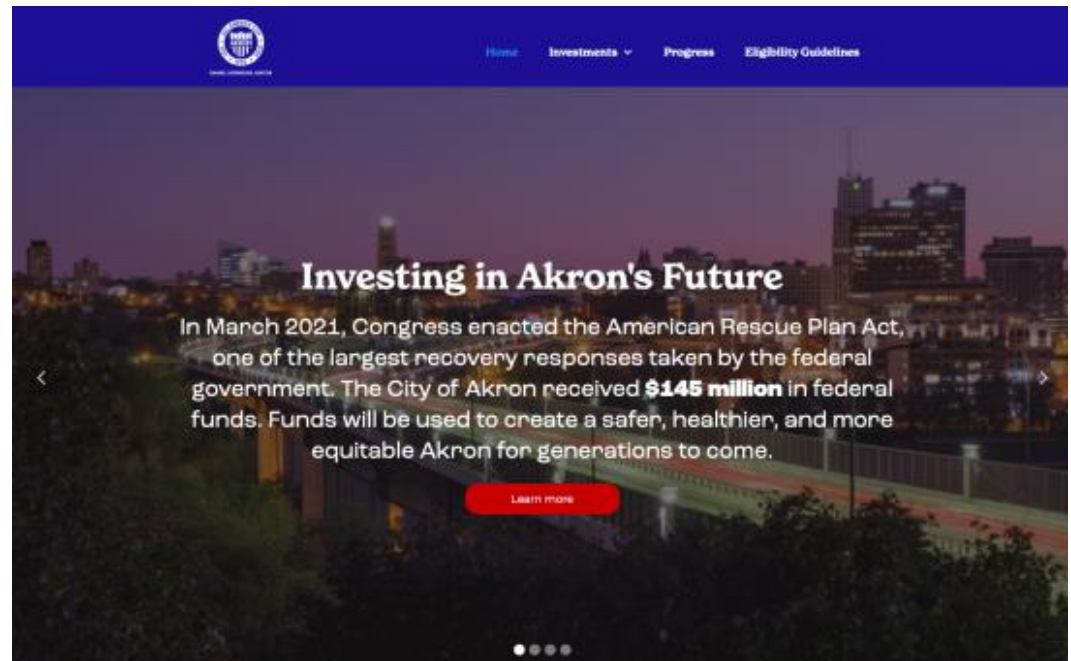 Home Investments Progress Eligibility Guidelines
Investing in Akron's Future
In March 2021, Congress enacted the American Rescue Plan Act,
one of the largest recovery responses taken by the federal
government. The City of Akron received $145 million in federal
funds. Funds will be used to create a safer, healthier, and more
equitable Akron for generations to come.
Learn more